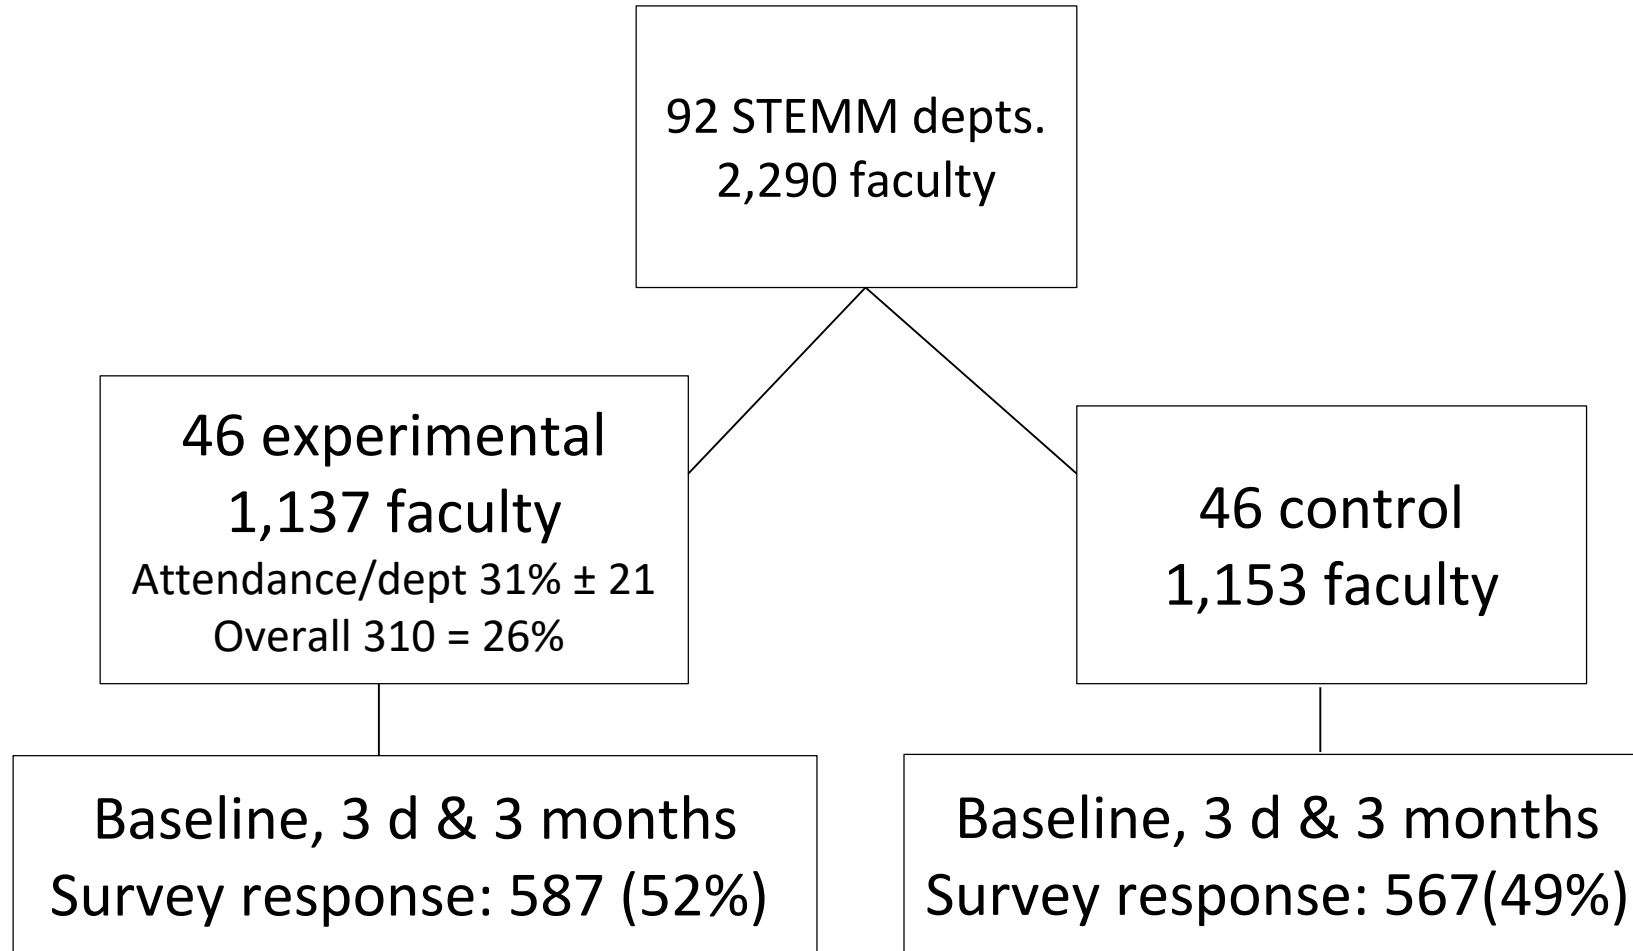 92 STEMM depts.
2,290 faculty
46 experimental
1,137 faculty
Attendance/dept 31% ± 21
Overall 310 = 26%
46 control
1,153 faculty
Baseline, 3 d & 3 months
Survey response: 587 (52%)
Baseline, 3 d & 3 months
Survey response: 567(49%)